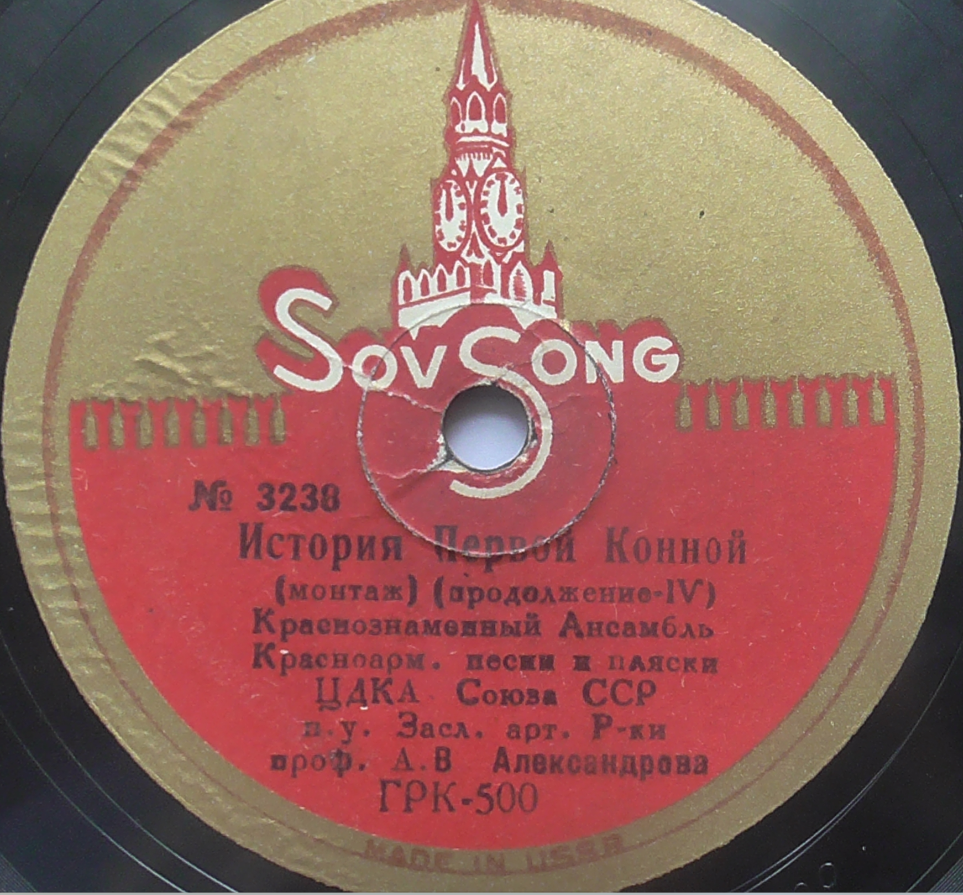 SovSong
№ 3238
История Первой Конной
(монтаж) (продолжение-IV)
Краснознаменный Ансамбль
Красноарм. песни и пляски
ЦДКА Союза ССР
п.у. Засл. арт. Р-ки
проф. А.В Александрова
ГРК-500
MADE IN USSR